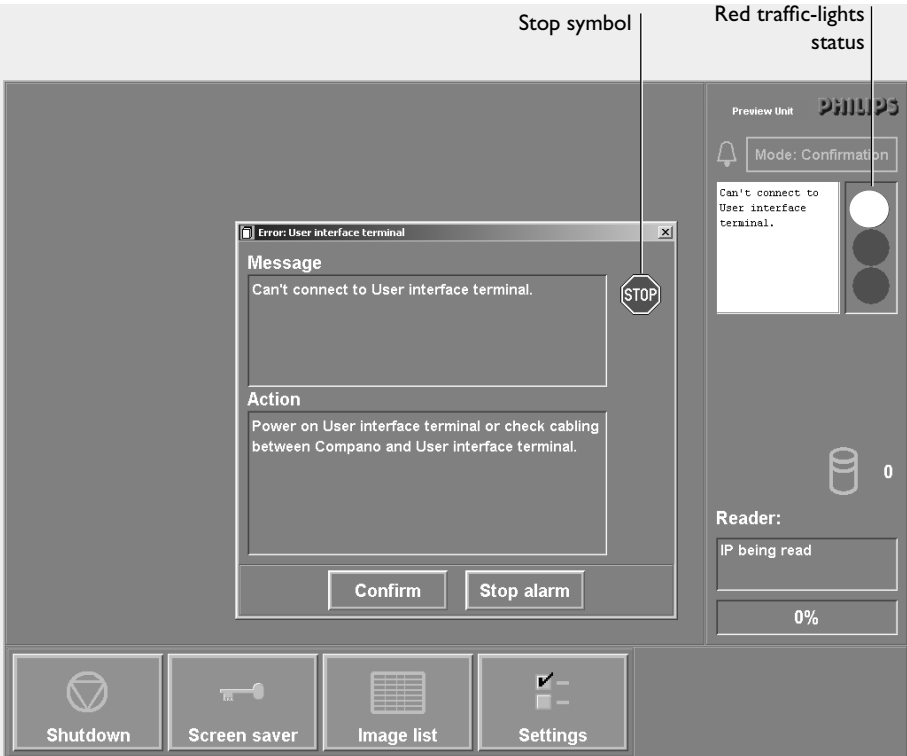 Stop symbol
Red traffic-lights
status
Preview Unit PHILIPS
Mode: Confirmation
Can't connect to
User interface
terminal.
Error: User interface terminal
Message
Can't connect to User interface terminal.
STOP
Action
Power on User interface terminal or check cabling
between Compano and User interface terminal.
Confirm Stop alarm
0
Reader:
IP being read
0%
Shutdown Screen saver Image list Settings